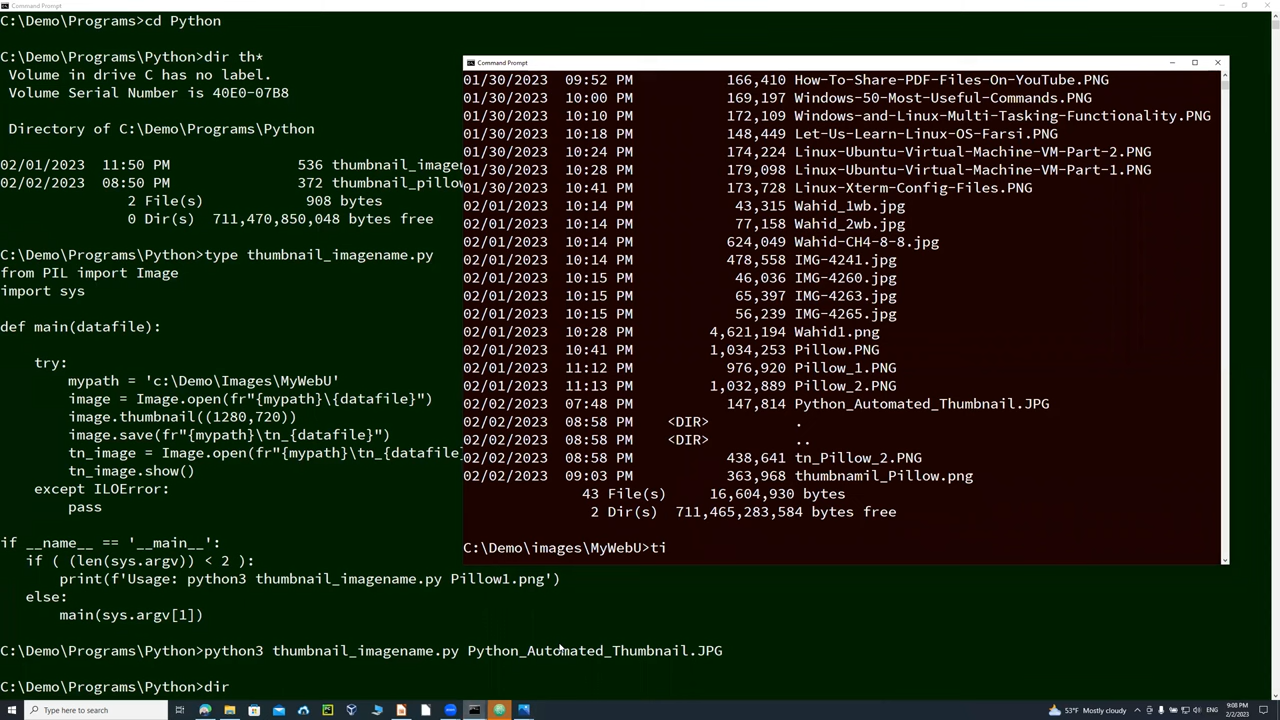 Command Prompt
C:\Demo\Programs>cd Python
C:\Demo\Programs\Python>dir th*
Volume in drive C has no label.
Volume Serial Number is 40E0-07B8
Directory of C:\Demo\Programs\Python
02/01/2023 11:50 PM 536 thumbnail_imagen
02/02/2023 08:50 PM 372 thumbnail_pillow
2 File(s) 908 bytes
0 Dir(s) 711,470,850,048 bytes free
C:\Demo\Programs\Python>type thumbnail_imagename.py
from PIL import Image
import sys
def main(datafile):
try:
mypath = 'c:\Demo\Images\MyWebU'
image = Image.open(fr"{mypath}\{datafile}")
image.thumbnail((1280,720))
image.save(fr"{mypath}\tn_{datafile}")
tn_image = Image.open(fr"{mypath}\tn_{datafile
tn_image.show()
except ILOError:
pass
if __name__ == '__main__':
if ( (len(sys.argv)) < 2 ):
print(f'Usage: python3 thumbnail_imagename.py Pillow1.png')
else:
main(sys.argv[1])
C:\Demo\Programs\Python>python3 thumbnail_imagename.py Python_Automated_Thumbnail.JPG
C:\Demo\Programs\Python>dir
Command Prompt
01/30/2023 09:52 PM 166,410 How-To-Share-PDF-Files-On-YouTube.PNG
01/30/2023 10:00 PM 169,197 Windows-50-Most-Useful-Commands.PNG
01/30/2023 10:10 PM 172,109 Windows-and-Linux-Multi-Tasking-Functionality.PNG
01/30/2023 10:18 PM 148,449 Let-Us-Learn-Linux-OS-Farsi.PNG
01/30/2023 10:24 PM 174,224 Linux-Ubuntu-Virtual-Machine-VM-Part-2.PNG
01/30/2023 10:28 PM 179,098 Linux-Ubuntu-Virtual-Machine-VM-Part-1.PNG
01/30/2023 10:41 PM 173,728 Linux-Xterm-Config-Files.PNG
02/01/2023 10:14 PM 43,315 Wahid_1wb.jpg
02/01/2023 10:14 PM 77,158 Wahid_2wb.jpg
02/01/2023 10:14 PM 624,049 Wahid-CH4-8-8.jpg
02/01/2023 10:14 PM 478,558 IMG-4241.jpg
02/01/2023 10:15 PM 46,036 IMG-4260.jpg
02/01/2023 10:15 PM 65,397 IMG-4263.jpg
02/01/2023 10:15 PM 56,239 IMG-4265.jpg
02/01/2023 10:28 PM 4,621,194 Wahid1.png
02/01/2023 10:41 PM 1,034,253 Pillow.PNG
02/01/2023 11:12 PM 976,920 Pillow_1.PNG
02/01/2023 11:13 PM 1,032,889 Pillow_2.PNG
02/02/2023 07:48 PM 147,814 Python_Automated_Thumbnail.JPG
02/02/2023 08:58 PM <DIR> .
02/02/2023 08:58 PM <DIR> ..
02/02/2023 08:58 PM 438,641 tn_Pillow_2.PNG
02/02/2023 09:03 PM 363,968 thumbnamil_Pillow.png
43 File(s) 16,604,930 bytes
2 Dir(s) 711,465,283,584 bytes free
C:\Demo\images\MyWebU>ti
Type here to search
53°F Mostly cloudy
9:08 PM
2/2/2023